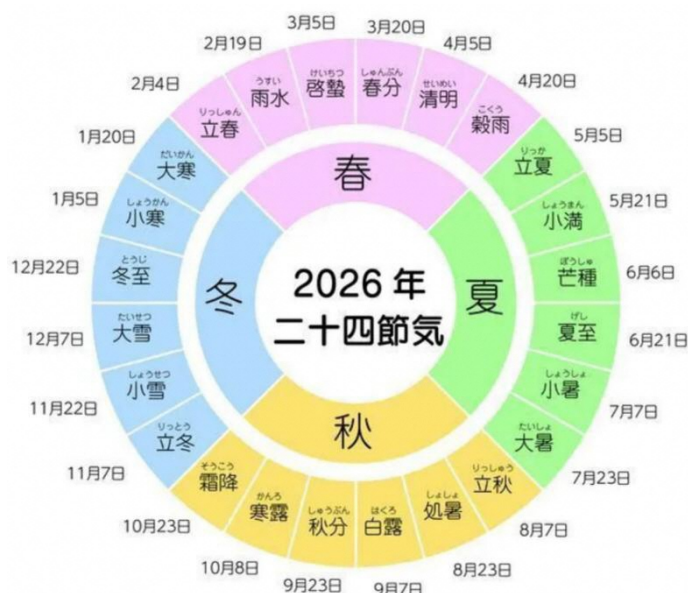 2026年
二十四節気
春
2月4日
りっしゅん
立春
2月19日
うすい
雨水
3月5日
けいちつ
啓蟄
3月20日
しゅんぶん
春分
4月5日
せいめい
清明
4月20日
こくう
穀雨
夏
5月5日
りっか
立夏
5月21日
しょうまん
小満
6月6日
ぼうしゅ
芒種
6月21日
げし
夏至
7月7日
しょうしょ
小暑
7月23日
たいしょ
大暑
秋
8月7日
りっしゅう
立秋
8月23日
しょしょ
処暑
9月7日
はくろ
白露
9月23日
しゅうぶん
秋分
10月8日
かんろ
寒露
10月23日
そうこう
霜降
冬
11月7日
りっとう
立冬
11月22日
しょうせつ
小雪
12月7日
たいせつ
大雪
12月22日
とうじ
冬至
1月5日
しょうかん
小寒
1月20日
だいかん
大寒